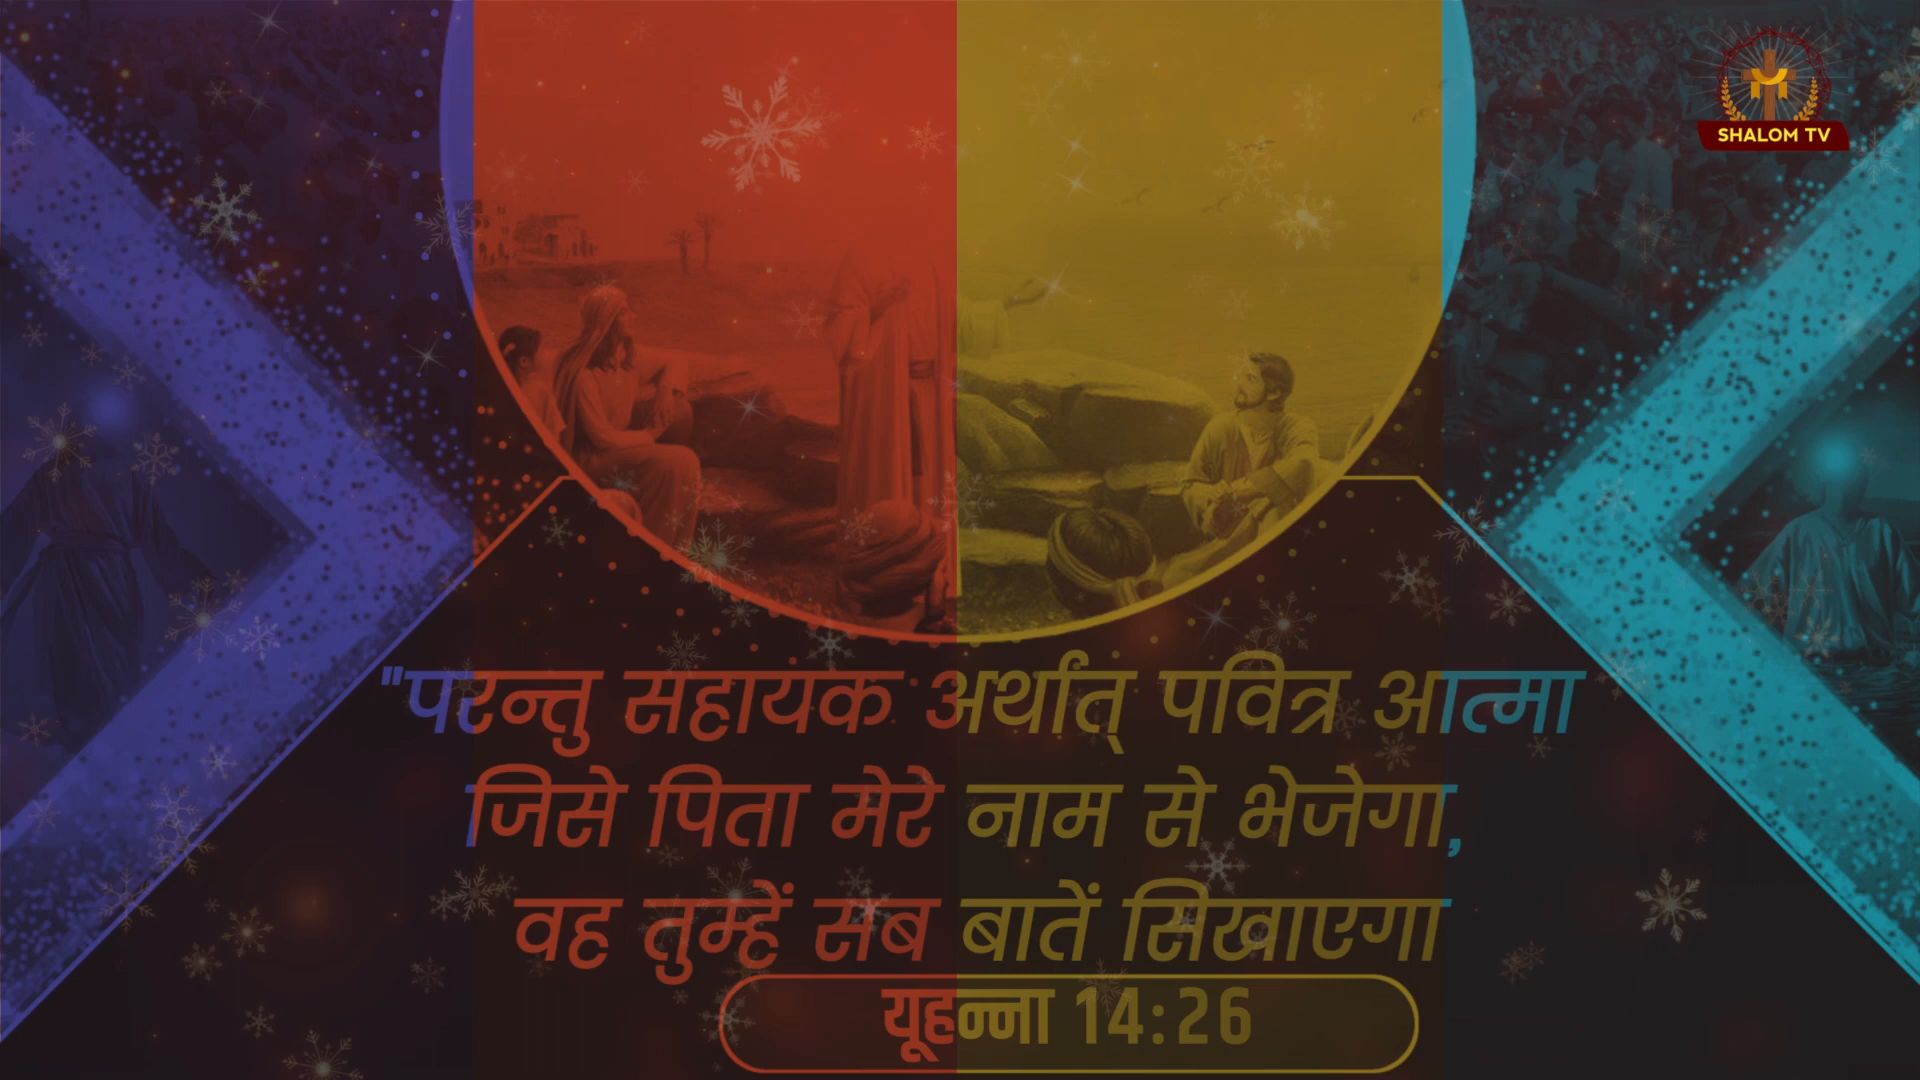 SHALOM TV
"परन्तु सहायक अर्थात् पवित्र आत्मा
जिसे पिता मेरे नाम से भेजेगा,
वह तुम्हें सब बातें सिखाएगा
यूहन्ना 14:26